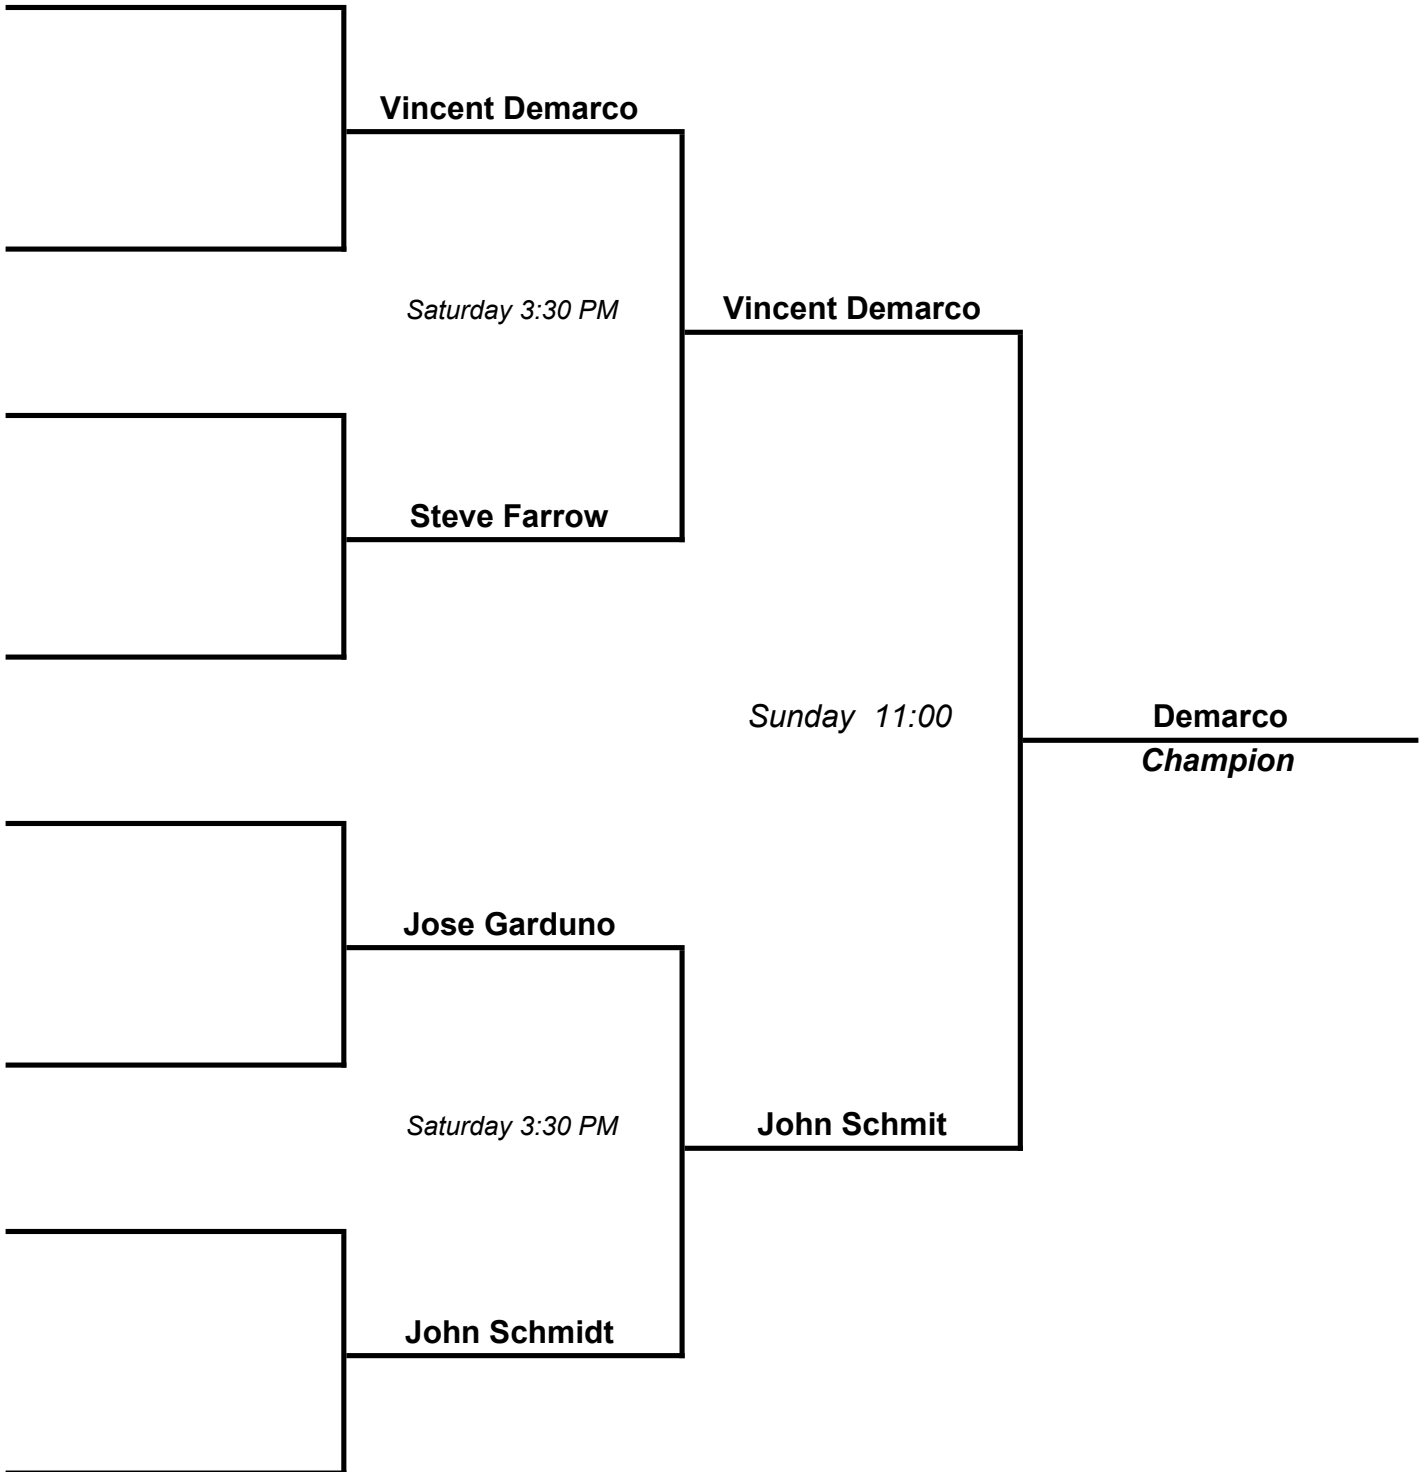 Vincent Demarco
Saturday 3:30 PM
Vincent Demarco
Steve Farrow
Sunday 11:00
Demarco
Champion
Jose Garduno
Saturday 3:30 PM
John Schmit
John Schmidt